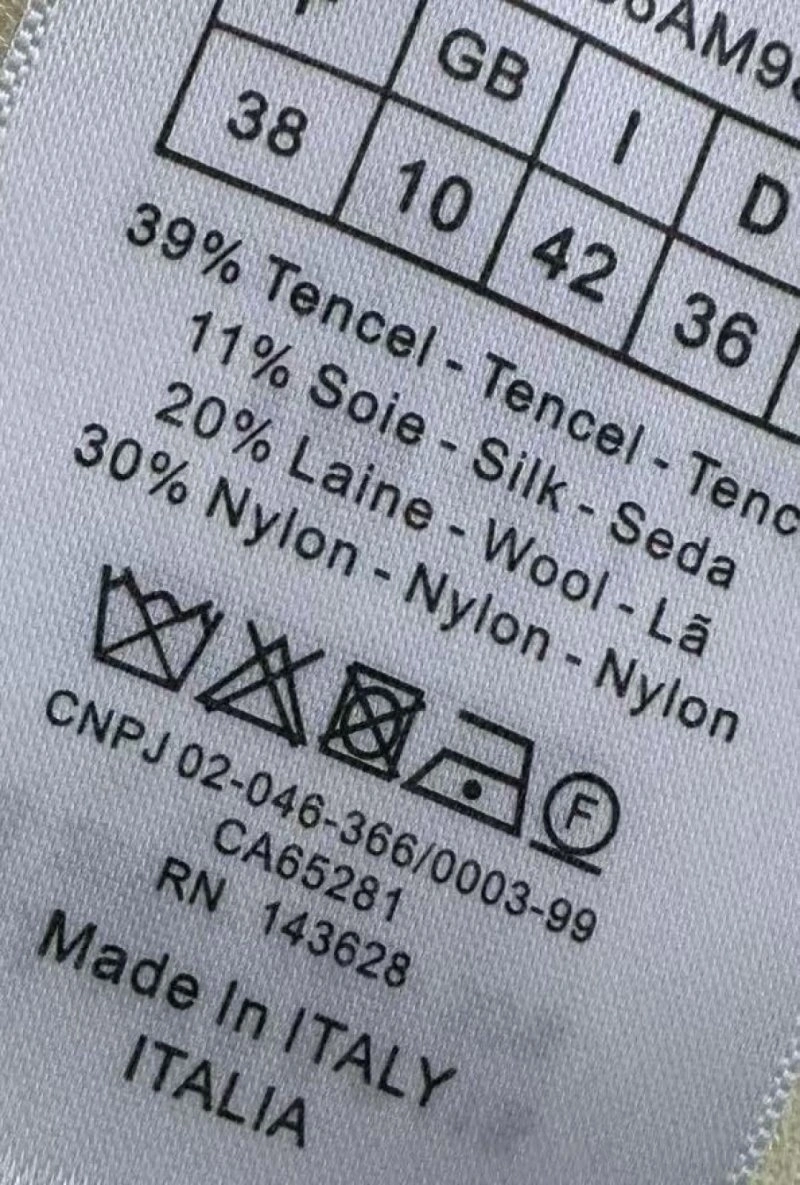 GB I D
38 10 42 36
39% Tencel - Tencel - Tenc
11% Soie - Silk - Seda
20% Laine - Wool - Lã
30% Nylon - Nylon - Nylon
F
CNPJ 02-046-366/0003-99
CA65281
RN 143628
Made In ITALY
ITALIA